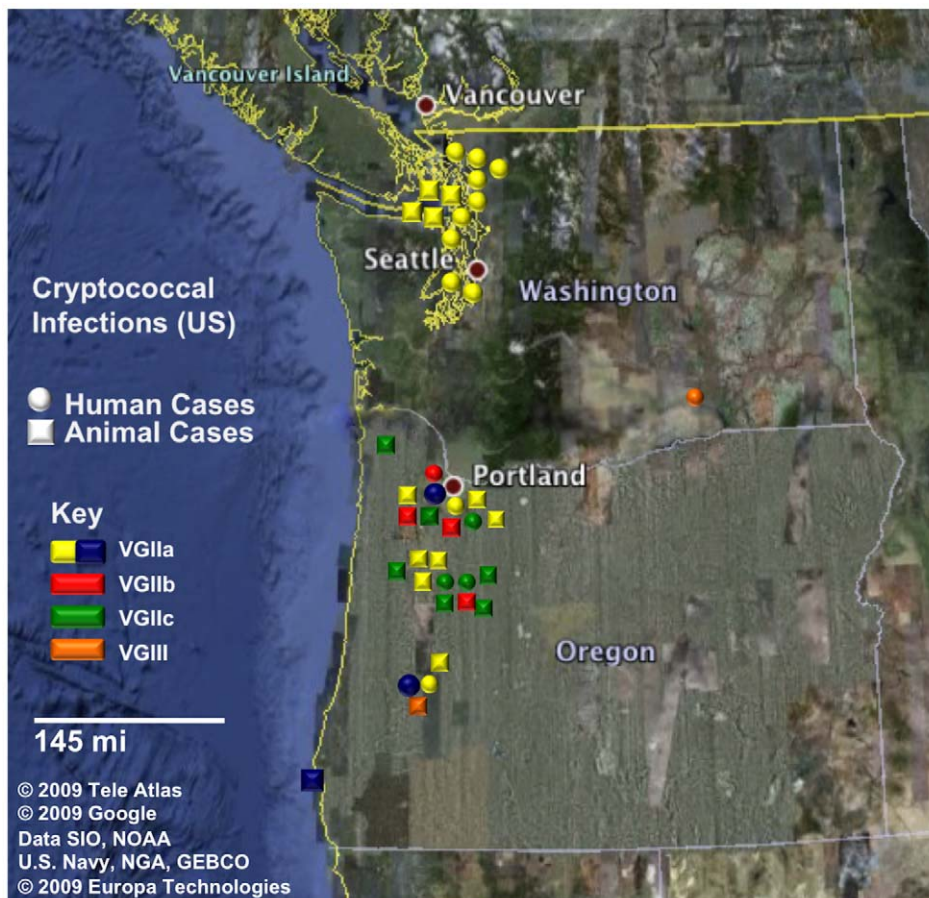 Vancouver Island
Vancouver
Seattle
Washington
Cryptococcal
Infections (US)
Human Cases
Animal Cases
Portland
Key
VGIIa
VGIIb
VGIIc
VGIII
Oregon
145 mi
© 2009 Tele Atlas
© 2009 Google
Data SIO, NOAA
U.S. Navy, NGA, GEBCO
© 2009 Europa Technologies